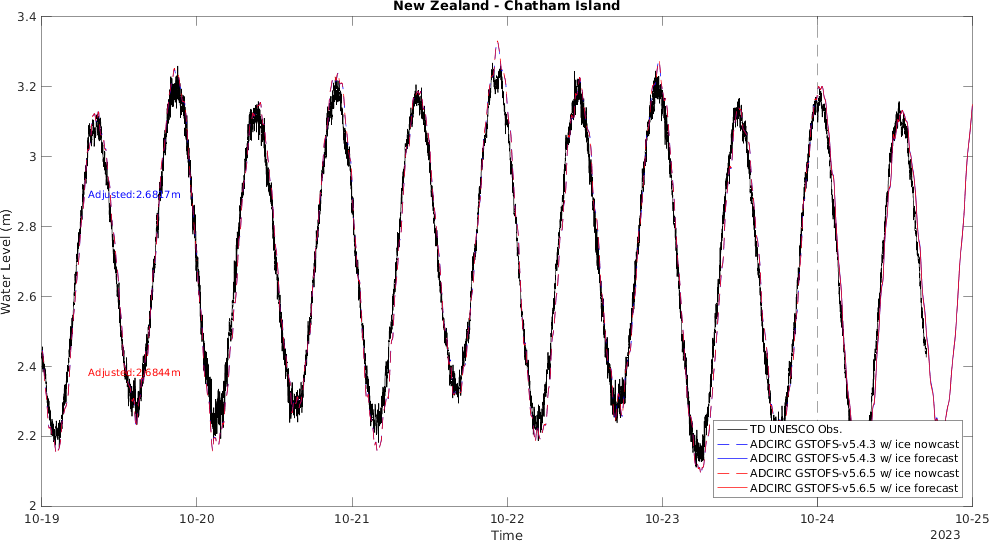 New Zealand - Chatham Island
3.4
3.2
3
2.8
2.6
2.4
2.2
2
Water Level (m)
Adjusted:2.6827m
Adjusted:2.6844m
TD UNESCO Obs.
ADCIRC GSTOFS-v5.4.3 w/ ice nowcast
ADCIRC GSTOFS-v5.4.3 w/ ice forecast
ADCIRC GSTOFS-v5.6.5 w/ ice nowcast
ADCIRC GSTOFS-v5.6.5 w/ ice forecast
10-19 10-20 10-21 10-22 10-23 10-24 10-25
Time
2023